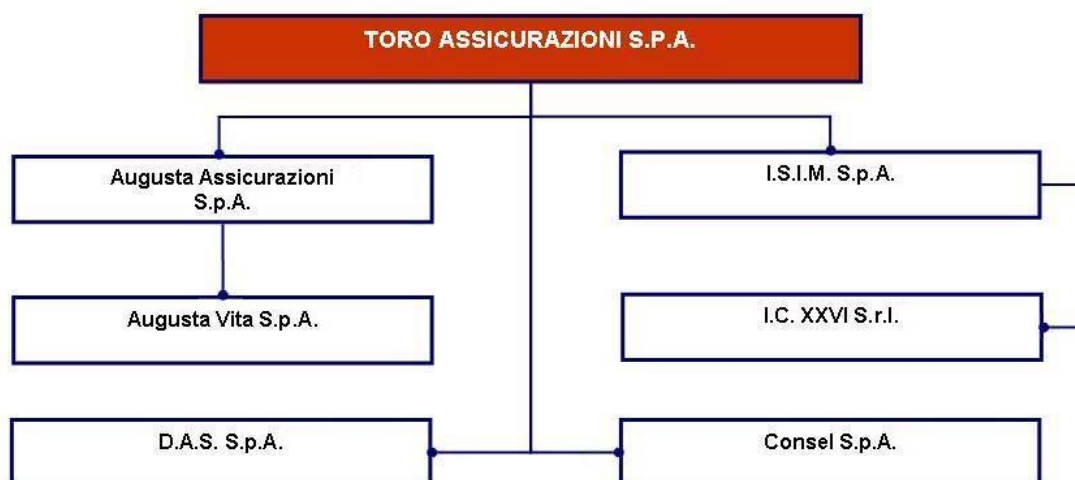 TORO ASSICURAZIONI S.P.A.
Augusta Assicurazioni
S.p.A.
I.S.I.M. S.p.A.
Augusta Vita S.p.A.
I.C. XXVI S.r.l.
D.A.S. S.p.A.
Consel S.p.A.